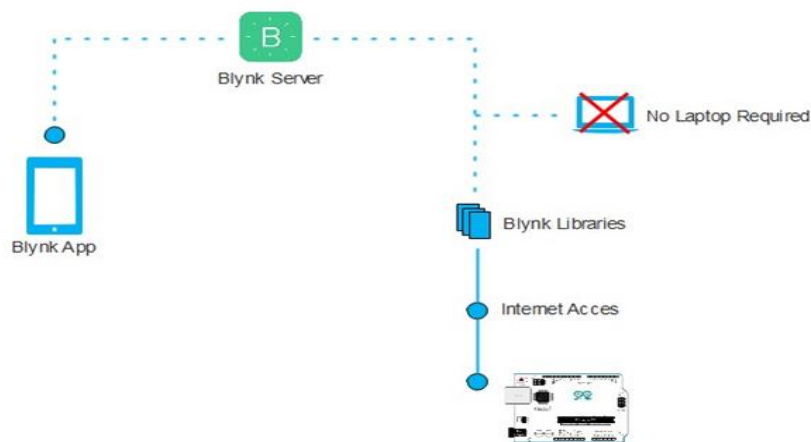 B
Blynk Server
No Laptop Required
Blynk App
Blynk Libraries
Internet Acces